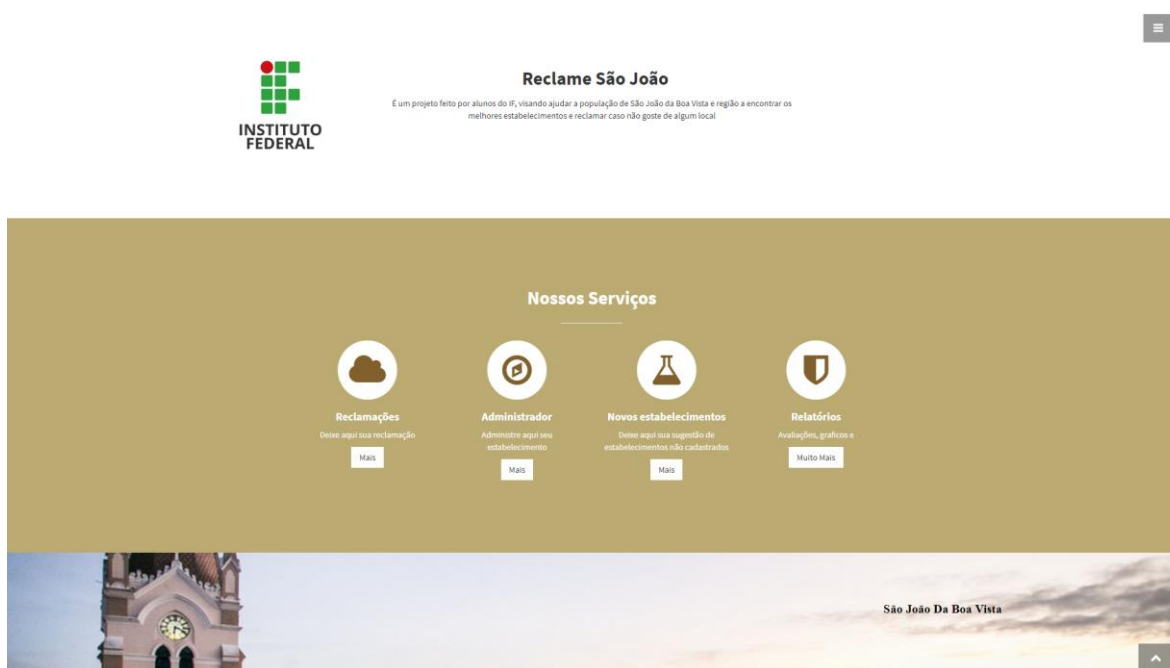 INSTITUTO
FEDERAL
Reclame São João
É um projeto feito por alunos do IF, visando ajudar a população de São João da Boa Vista e região a encontrar os
melhores estabelecimentos e reclamar caso não goste de algum local
Nossos Serviços
Reclamações
Deixe aqui sua reclamação
Mais
Administrador
Administre aqui seu
estabelecimento
Mais
Novos estabelecimentos
Deixe aqui sua sugestão de
estabelecimentos não cadastrados
Mais
Relatórios
Avaliações, graficos e
Muito Mais
São João Da Boa Vista